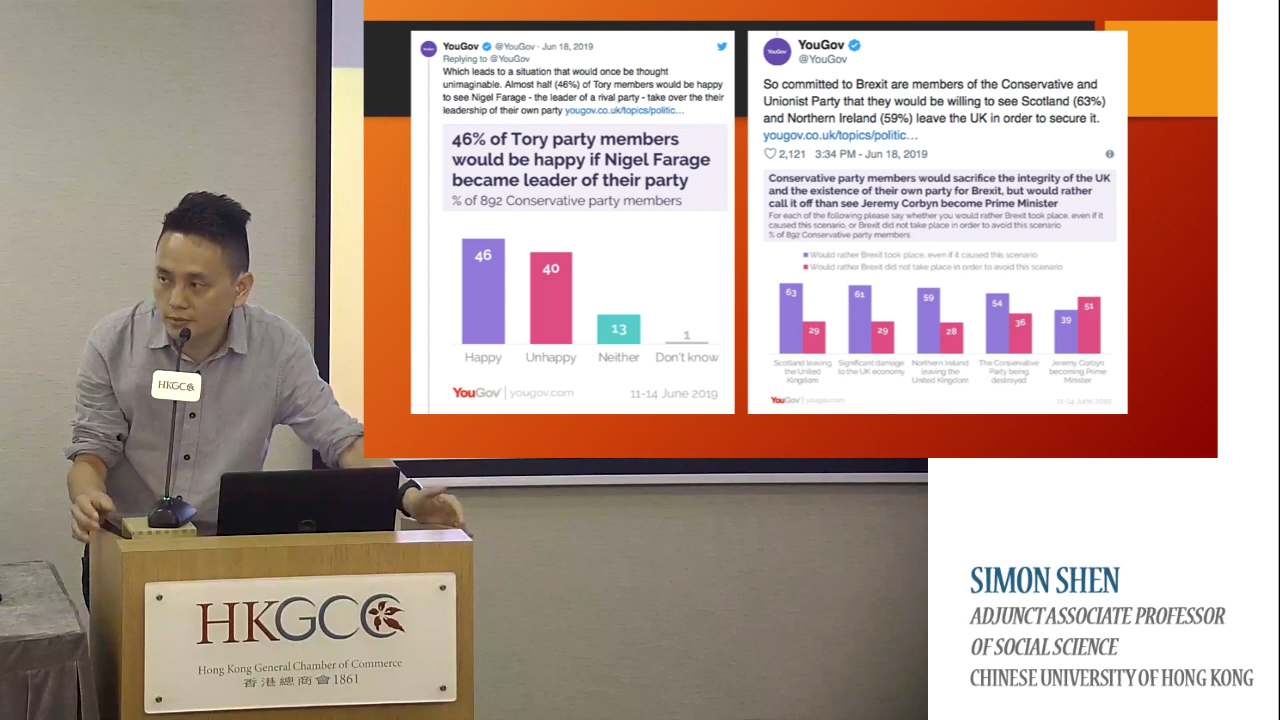 YouGov @YouGov · Jun 18, 2019
Replying to @YouGov
Which leads to a situation that would once be thought
unimaginable. Almost half (46%) of Tory party members would be happy
to see Nigel Farage - the leader of a rival party - take over the their
leadership of their own party yougov.co.uk/topics/politic...
46% of Tory party members
would be happy if Nigel Farage
became leader of their party
% of 892 Conservative party members
46
40
13
1
Happy
Unhappy
Neither
Don't know
YouGov | yougov.com
11-14 June 2019
YouGov
YouGov
@YouGov
So committed to Brexit are members of the Conservative and
Unionist Party that they would be willing to see Scotland (63%)
and Northern Ireland (59%) leave the UK in order to secure it.
yougov.co.uk/topics/politic...
2,121 3:34 PM - Jun 18, 2019
Conservative party members would sacrifice the integrity of the UK
and the existence of their own party for Brexit, but would rather
call it off than see Jeremy Corbyn become Prime Minister
For each of the following please say whether you would rather Brexit took place, even if it
caused this scenario, or Brexit did not take place in order to avoid this scenario
% of 892 Conservative party members
Would rather Brexit took place, even if it caused this scenario
Would rather Brexit did not take place in order to avoid this scenario
63
29
61
29
59
28
54
36
39
51
Scotland leaving
the United
Kingdom
Significant damage
to the UK economy
Northern Ireland
leaving the
United Kingdom
The Conservative
Party being
destroyed
Jeremy Corbyn
becoming Prime
Minister
YouGov | yougov.com
11-14 June 2019
HKGCC
HKGCC
Hong Kong General Chamber of Commerce
香港總商會1861
SIMON SHEN
ADJUNCT ASSOCIATE PROFESSOR
OF SOCIAL SCIENCE
CHINESE UNIVERSITY OF HONG KONG